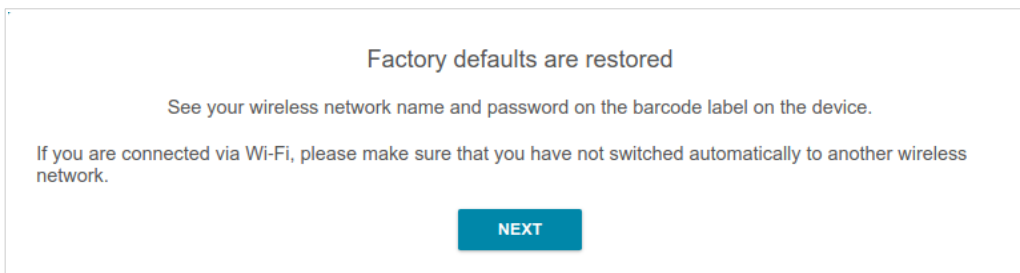 Factory defaults are restored
See your wireless network name and password on the barcode label on the device.
If you are connected via Wi-Fi, please make sure that you have not switched automatically to another wireless
network.
NEXT